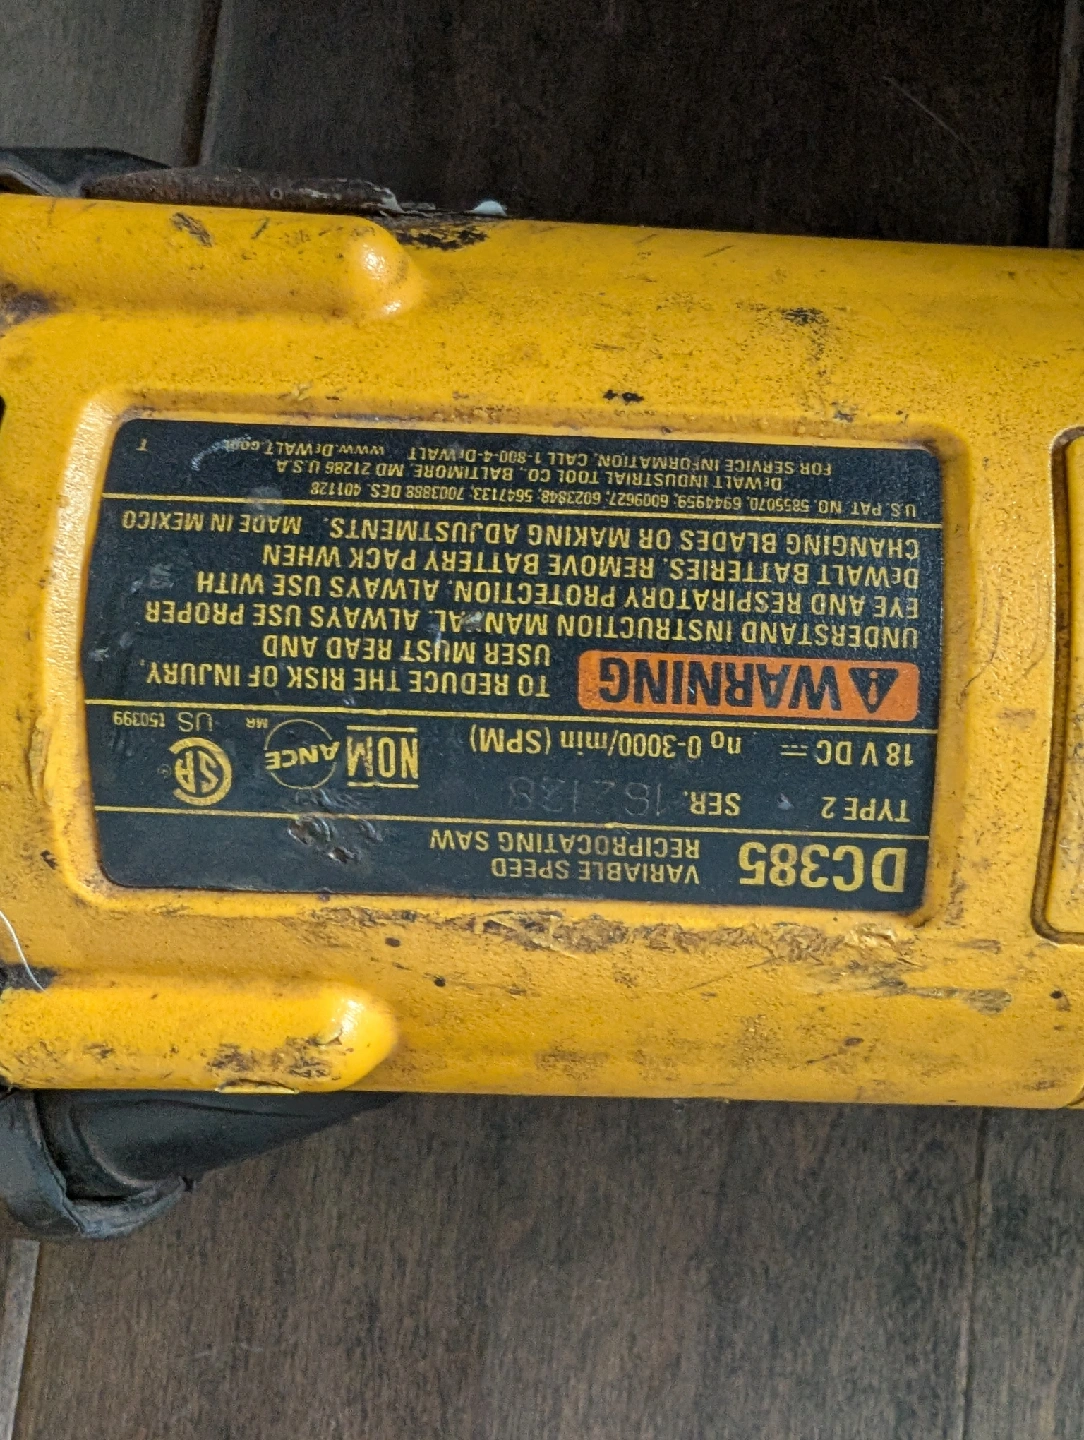 DC385
VARIABLE SPEED
RECIPROCATING SAW
TYPE 2 SER. 182138
NOM ANCE MR SA US 150399
18 V DC n₀ 0-3000/min (SPM)
WARNING
TO REDUCE THE RISK OF INJURY,
USER MUST READ AND
UNDERSTAND INSTRUCTION MANUAL. ALWAYS USE PROPER
EYE AND RESPIRATORY PROTECTION. ALWAYS USE WITH
DEWALT BATTERIES. REMOVE BATTERY PACK WHEN
CHANGING BLADES OR MAKING ADJUSTMENTS. MADE IN MEXICO
U.S. PAT NO. 5855070, 6944959, 6009627, 6023848, 5647133, 7003888 DES. 401128
DEWALT INDUSTRIAL TOOL CO., BALTIMORE, MD 21286 U.S.A
FOR SERVICE INFORMATION, CALL 1-800-4-DEWALT www.DEWALT.com
T